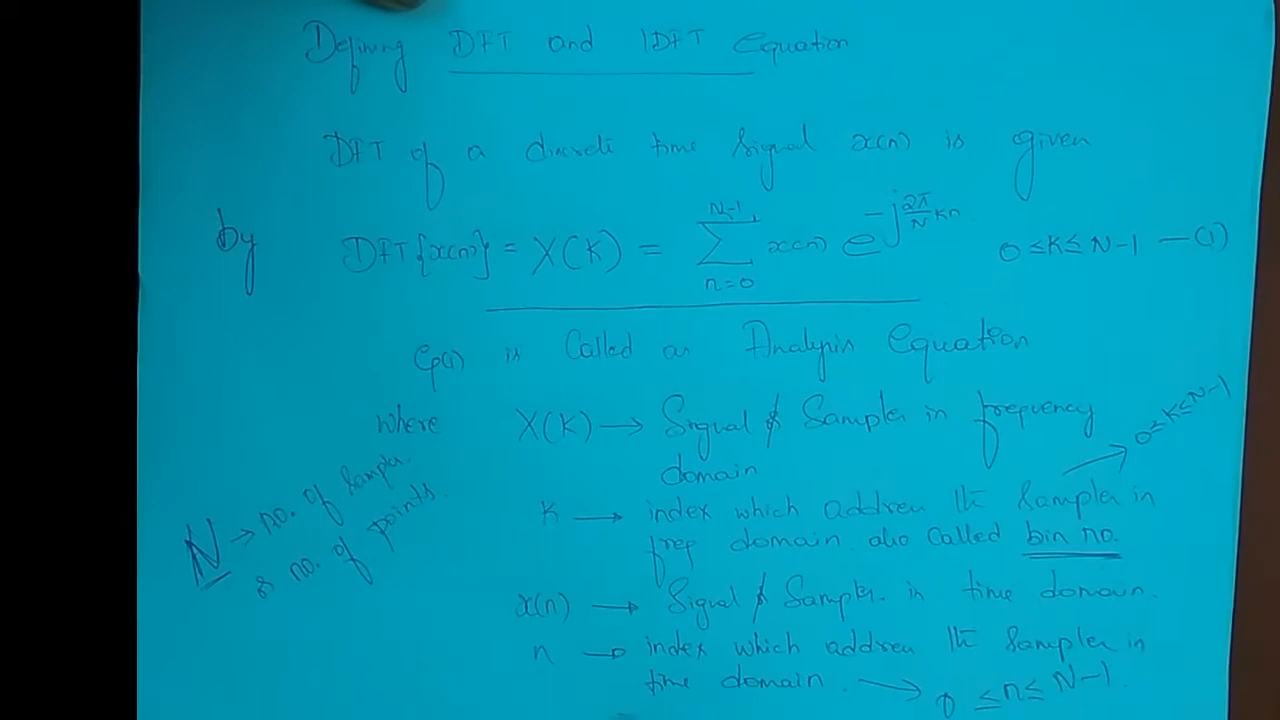 Defining DFT and IDFT equation
DFT of a discrete time signal x(n) is given
by DFT{x(n)} = X(K) = N-1 ∑ n=0 x(n) e^{-j 2π/N kn} 0 ≤ K ≤ N-1 —(1)
Eq(1) is called as Analysis equation
where X(K) → Signal & Samples in frequency
domain
0 ≤ K ≤ N-1
K → index which address the samples in
freq domain. also called bin no.
N → no. of samples.
or no. of points.
x(n) → Signal & Samples. in time domain.
n → index which address the samples in
time domain. → 0 ≤ n ≤ N-1.